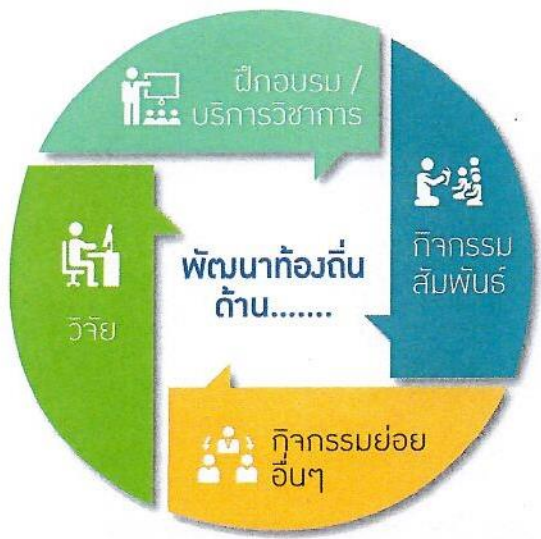 ฝึกอบรม /
บริการวิชาการ
กิจกรรม
สัมพันธ์
พัฒนาท้องถิ่น
ด้าน.......
วิจัย
กิจกรรมย่อย
อื่นๆ